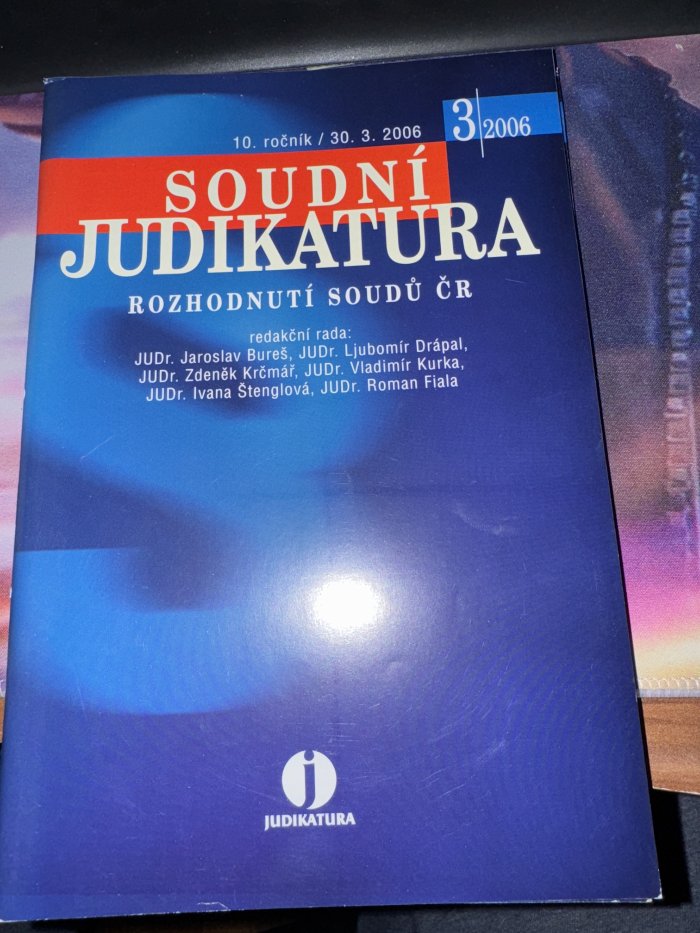 10. ročník / 30. 3. 2006
3 2006
SOUDNÍ
JUDIKATURA
ROZHODNUTÍ SOUDŮ ČR
redakční rada:
JUDr. Jaroslav Bureš, JUDr. Ljubomír Drápal,
JUDr. Zdeněk Krčmář, JUDr. Vladimír Kurka,
JUDr. Ivana Štenglová, JUDr. Roman Fiala
j
JUDIKATURA